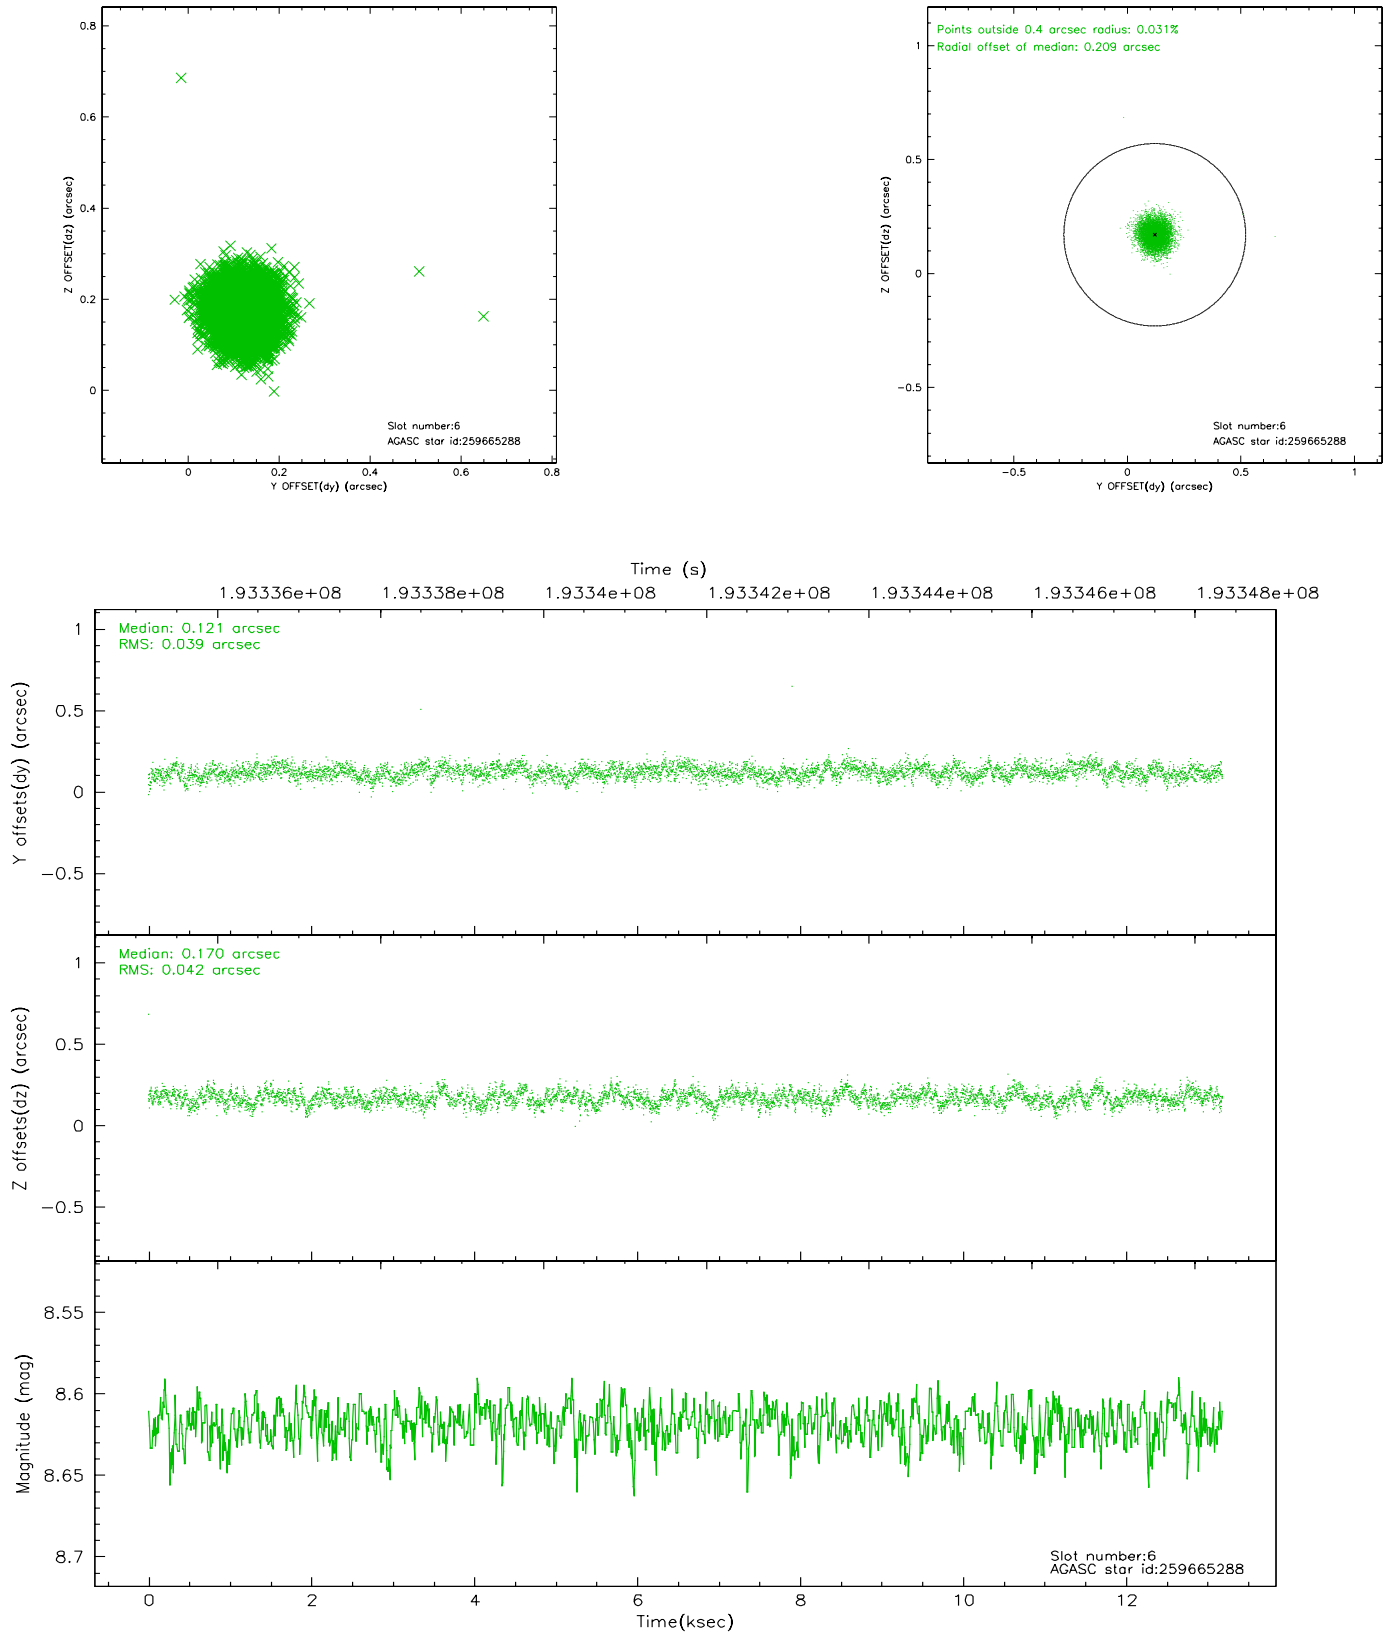 0.8
0.6
0.4
0.2
0
Z OFFSET(dz) (arcsec)
Slot number:6
AGASC star id:259665288
0 0.2 0.4 0.6 0.8
Y OFFSET(dy) (arcsec)
Points outside 0.4 arcsec radius: 0.031%
Radial offset of median: 0.209 arcsec
1
0.5
0
−0.5
Z OFFSET(dz) (arcsec)
Slot number:6
AGASC star id:259665288
−0.5 0 0.5 1
Y OFFSET(dy) (arcsec)
Time (s)
1.93336e+08 1.93338e+08 1.9334e+08 1.93342e+08 1.93344e+08 1.93346e+08 1.93348e+08
Median: 0.121 arcsec
RMS: 0.039 arcsec
1
0.5
0
−0.5
Y offsets(dy) (arcsec)
Median: 0.170 arcsec
RMS: 0.042 arcsec
1
0.5
0
−0.5
Z offsets(dz) (arcsec)
8.55
8.6
8.65
8.7
Magnitude (mag)
Slot number:6
AGASC star id:259665288
0 2 4 6 8 10 12
Time(ksec)